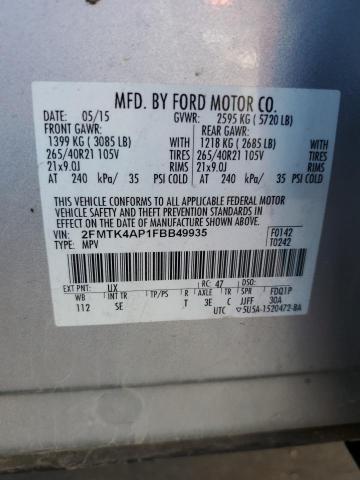 MFD. BY FORD MOTOR CO.
DATE: 05/15 GVWR: 2595 KG ( 5720 LB)
FRONT GAWR: REAR GAWR:
1399 KG ( 3085 LB) WITH 1218 KG ( 2685 LB)
265/40R21 105V TIRES 265/40R21 105V
21x9.0J RIMS 21x9.0J
AT 240 kPa/ 35 PSI COLD AT 240 kPa/ 35 PSI COLD
THIS VEHICLE CONFORMS TO ALL APPLICABLE FEDERAL MOTOR
VEHICLE SAFETY AND THEFT PREVENTION STANDARDS IN
EFFECT ON THE DATE OF MANUFACTURE SHOWN ABOVE.
VIN: 2FMTK4AP1FBB49935 F0142
TYPE: MPV T0242
EXT PNT: UX RC: 47 DSO: FDQ1P
WB INT TR TP/PS R AXLE TR SPR 30A
112 SE T 3E C JJFF
UTC ▽5U5A-1520472-BA